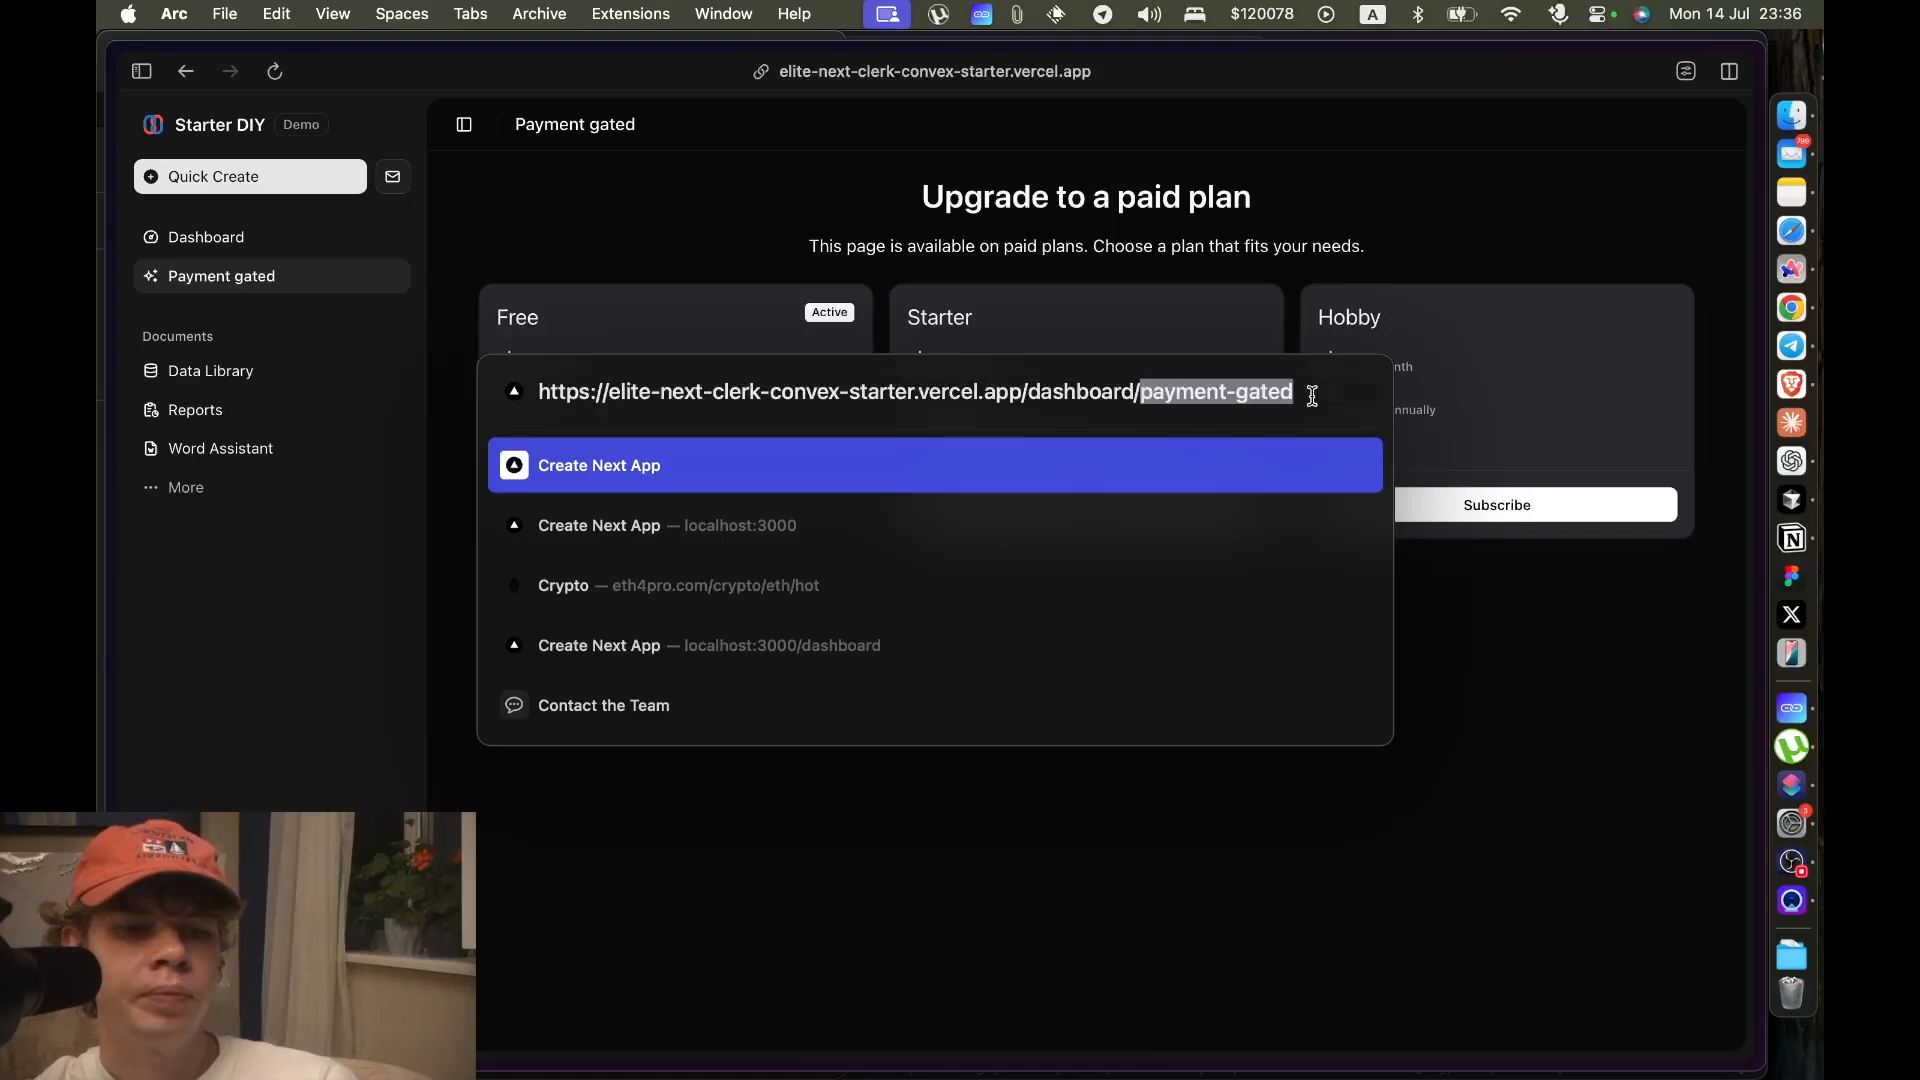 Arc File Edit View Spaces Tabs Archive Extensions Window Help $120078 A Mon 14 Jul 23:36
elite-next-clerk-convex-starter.vercel.app
Starter DIY Demo
Quick Create
Dashboard
Payment gated
Documents
Data Library
Reports
Word Assistant
More
Payment gated
Upgrade to a paid plan
This page is available on paid plans. Choose a plan that fits your needs.
Free Active
Starter
Hobby
nth
nnually
Subscribe
https://elite-next-clerk-convex-starter.vercel.app/dashboard/payment-gated
Create Next App
Create Next App — localhost:3000
Crypto — eth4pro.com/crypto/eth/hot
Create Next App — localhost:3000/dashboard
Contact the Team
3